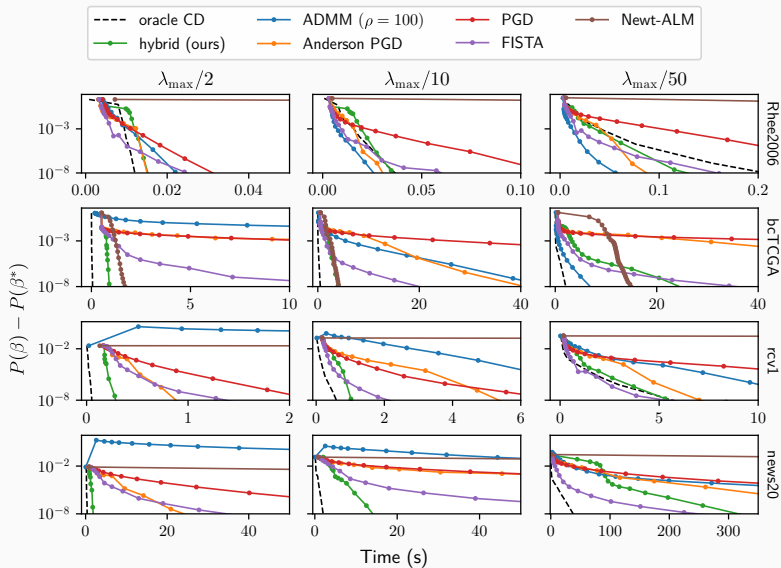 oracle CD
hybrid (ours)
ADMM (ρ = 100)
Anderson PGD
PGD
FISTA
Newt-ALM
λmax/2
λmax/10
λmax/50
P(β) − P(β*)
10⁻³
10⁻⁸
0.00
0.02
0.04
0.00
0.05
0.10
0.0
0.1
0.2
Rhee2006
10⁻³
10⁻⁸
0
5
10
0
20
40
0
20
40
bcTCGA
10⁻²
10⁻⁸
0
1
2
0
2
4
6
0
5
10
rcv1
10⁻²
10⁻⁸
0
20
40
0
20
40
0
100
200
300
news20
Time (s)